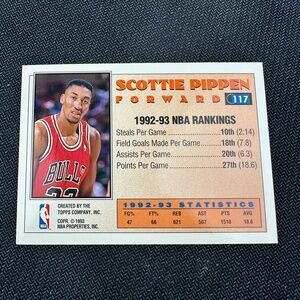 SCOTTIE PIPPEN
FORWARD 117
1992-93 NBA RANKINGS
Steals Per Game 10th (2.14)
Field Goals Made Per Game 18th (7.8)
Assists Per Game 20th (6.3)
Points Per Game 27th (18.6)
BULLS
CREATED BY THE
TOPPS COMPANY, INC.
COPR. © 1993
NBA PROPERTIES, INC.
1992-93 STATISTICS
FG% FT% REB AST PTS AVG
47 66 621 507 1510 18.6